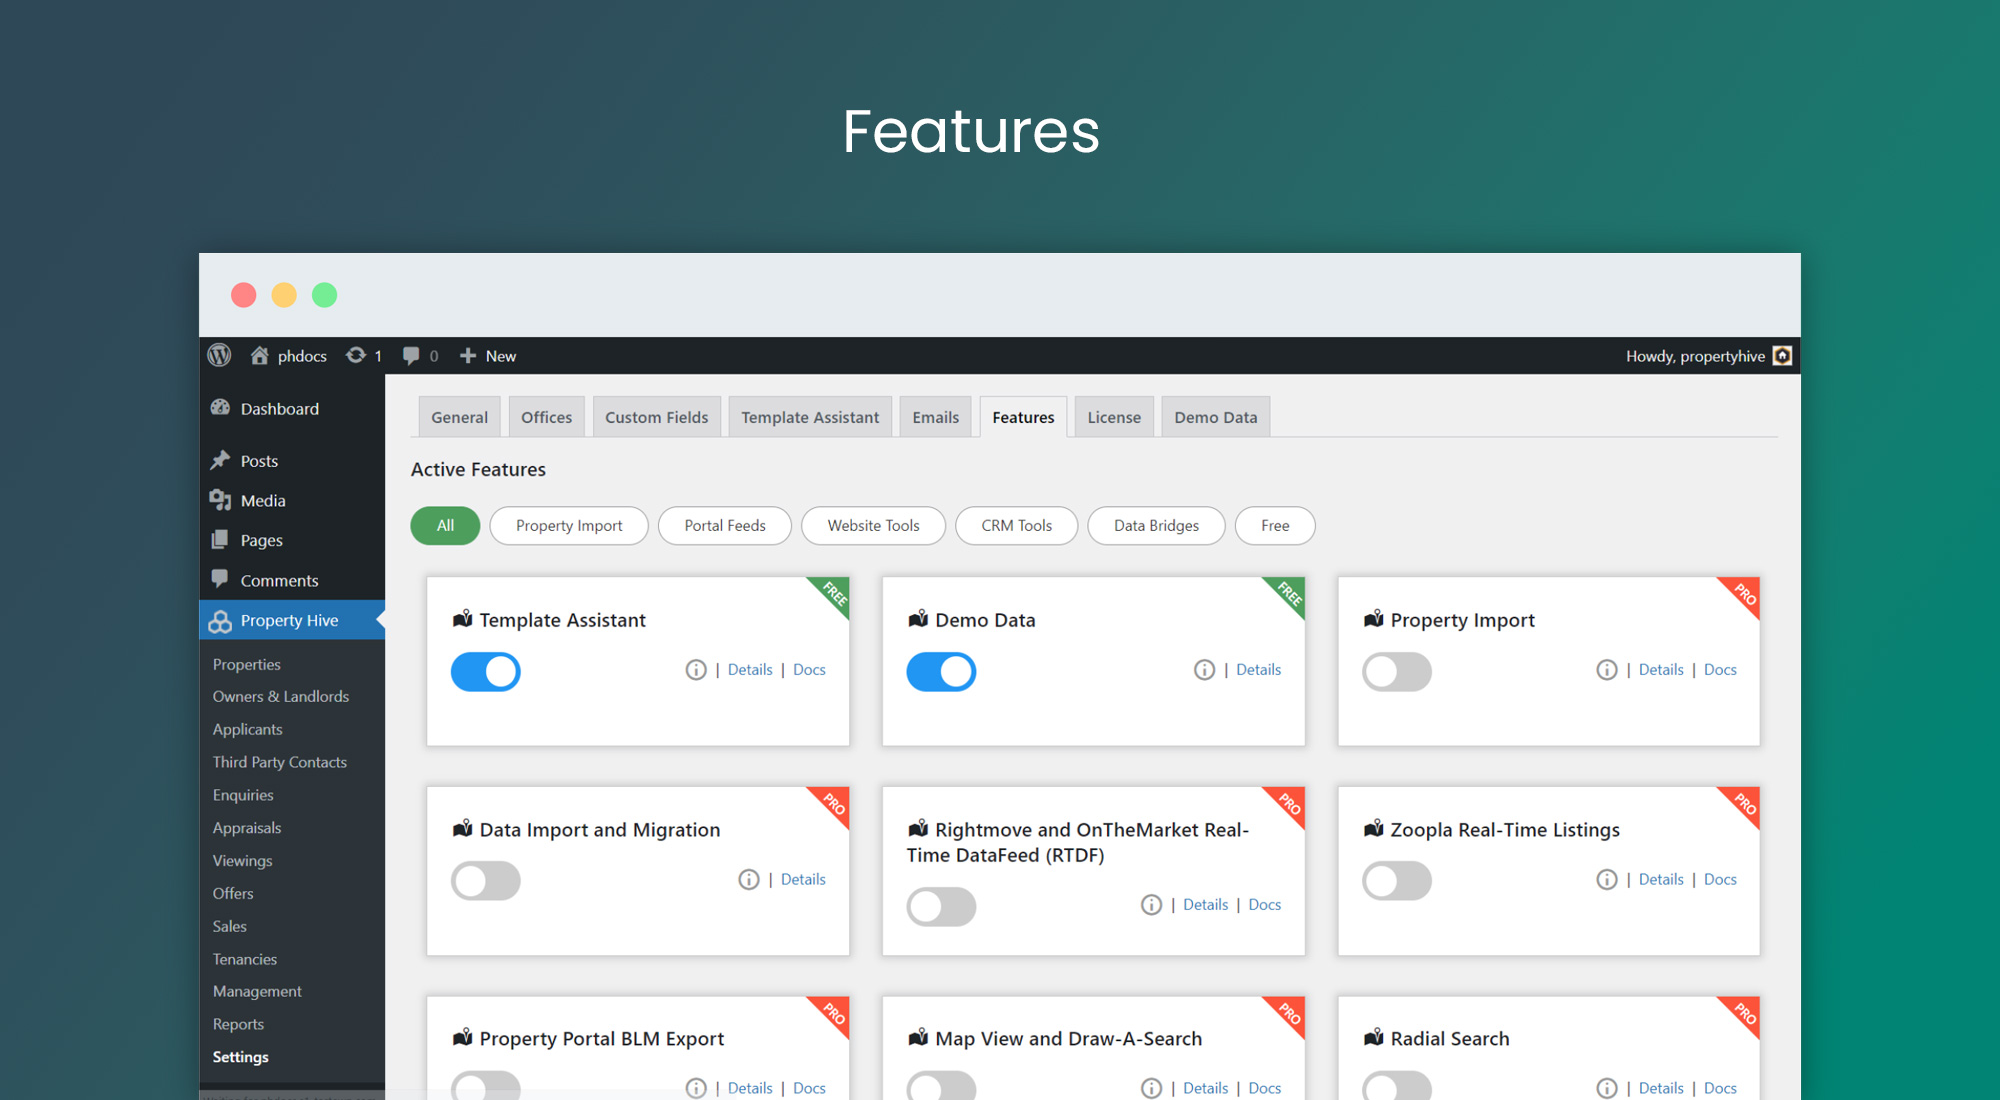 Features
phdocs 1 0 New
Howdy, propertyhive
Dashboard
Posts
Media
Pages
Comments
Property Hive
Properties
Owners & Landlords
Applicants
Third Party Contacts
Enquiries
Appraisals
Viewings
Offers
Sales
Tenancies
Management
Reports
Settings
General Offices Custom Fields Template Assistant Emails Features License Demo Data
Active Features
All Property Import Portal Feeds Website Tools CRM Tools Data Bridges Free
FREE
Template Assistant
| Details | Docs
FREE
Demo Data
| Details
PRO
Property Import
| Details | Docs
PRO
Data Import and Migration
| Details
PRO
Rightmove and OnTheMarket Real-
Time DataFeed (RTDF)
| Details | Docs
PRO
Zoopla Real-Time Listings
| Details | Docs
PRO
Property Portal BLM Export
| Details | Docs
PRO
Map View and Draw-A-Search
| Details | Docs
PRO
Radial Search
| Details | Docs